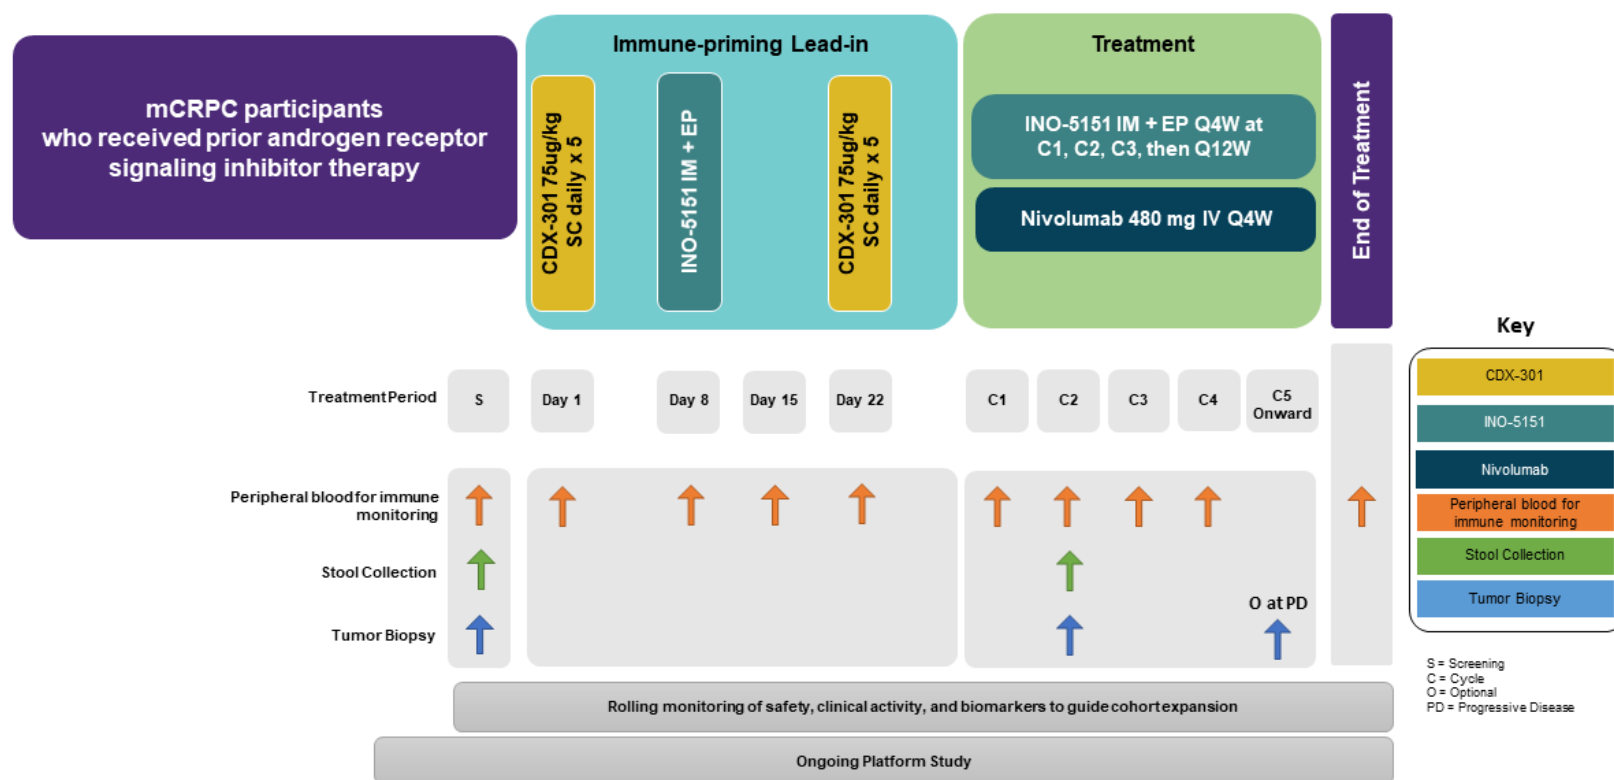 mCRPC participants
who received prior androgen receptor
signaling inhibitor therapy
Immune-priming Lead-in
CDX-301 75ug/kg
SC daily x 5
INO-5151 IM + EP
CDX-301 75ug/kg
SC daily x 5
Treatment
INO-5151 IM + EP Q4W at
C1, C2, C3, then Q12W
Nivolumab 480 mg IV Q4W
End of Treatment
Treatment Period
S
Day 1
Day 8
Day 15
Day 22
C1
C2
C3
C4
C5
Onward
Peripheral blood for immune
monitoring
Stool Collection
Tumor Biopsy
O at PD
Rolling monitoring of safety, clinical activity, and biomarkers to guide cohort expansion
Ongoing Platform Study
Key
CDX-301
INO-5151
Nivolumab
Peripheral blood for
immune monitoring
Stool Collection
Tumor Biopsy
S = Screening
C = Cycle
O = Optional
PD = Progressive Disease